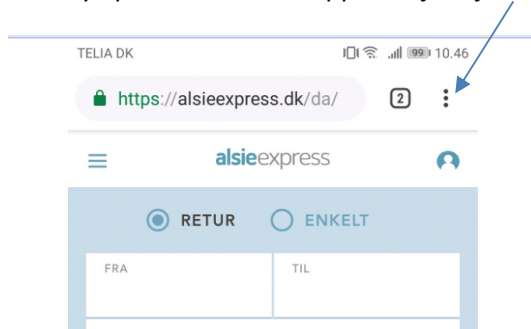 TELIA DK 99 10.46
https://alsieexpress.dk/da/ 2
alsieexpress
RETUR ENKELT
FRA TIL